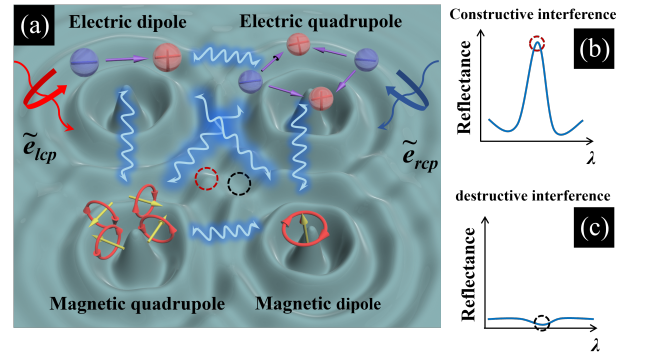 (a)
Electric dipole
Electric quadrupole
ẽlcp
ẽrcp
Magnetic quadrupole
Magnetic dipole
Constructive interference
(b)
Reflectance
λ
destructive interference
(c)
Reflectance
λ